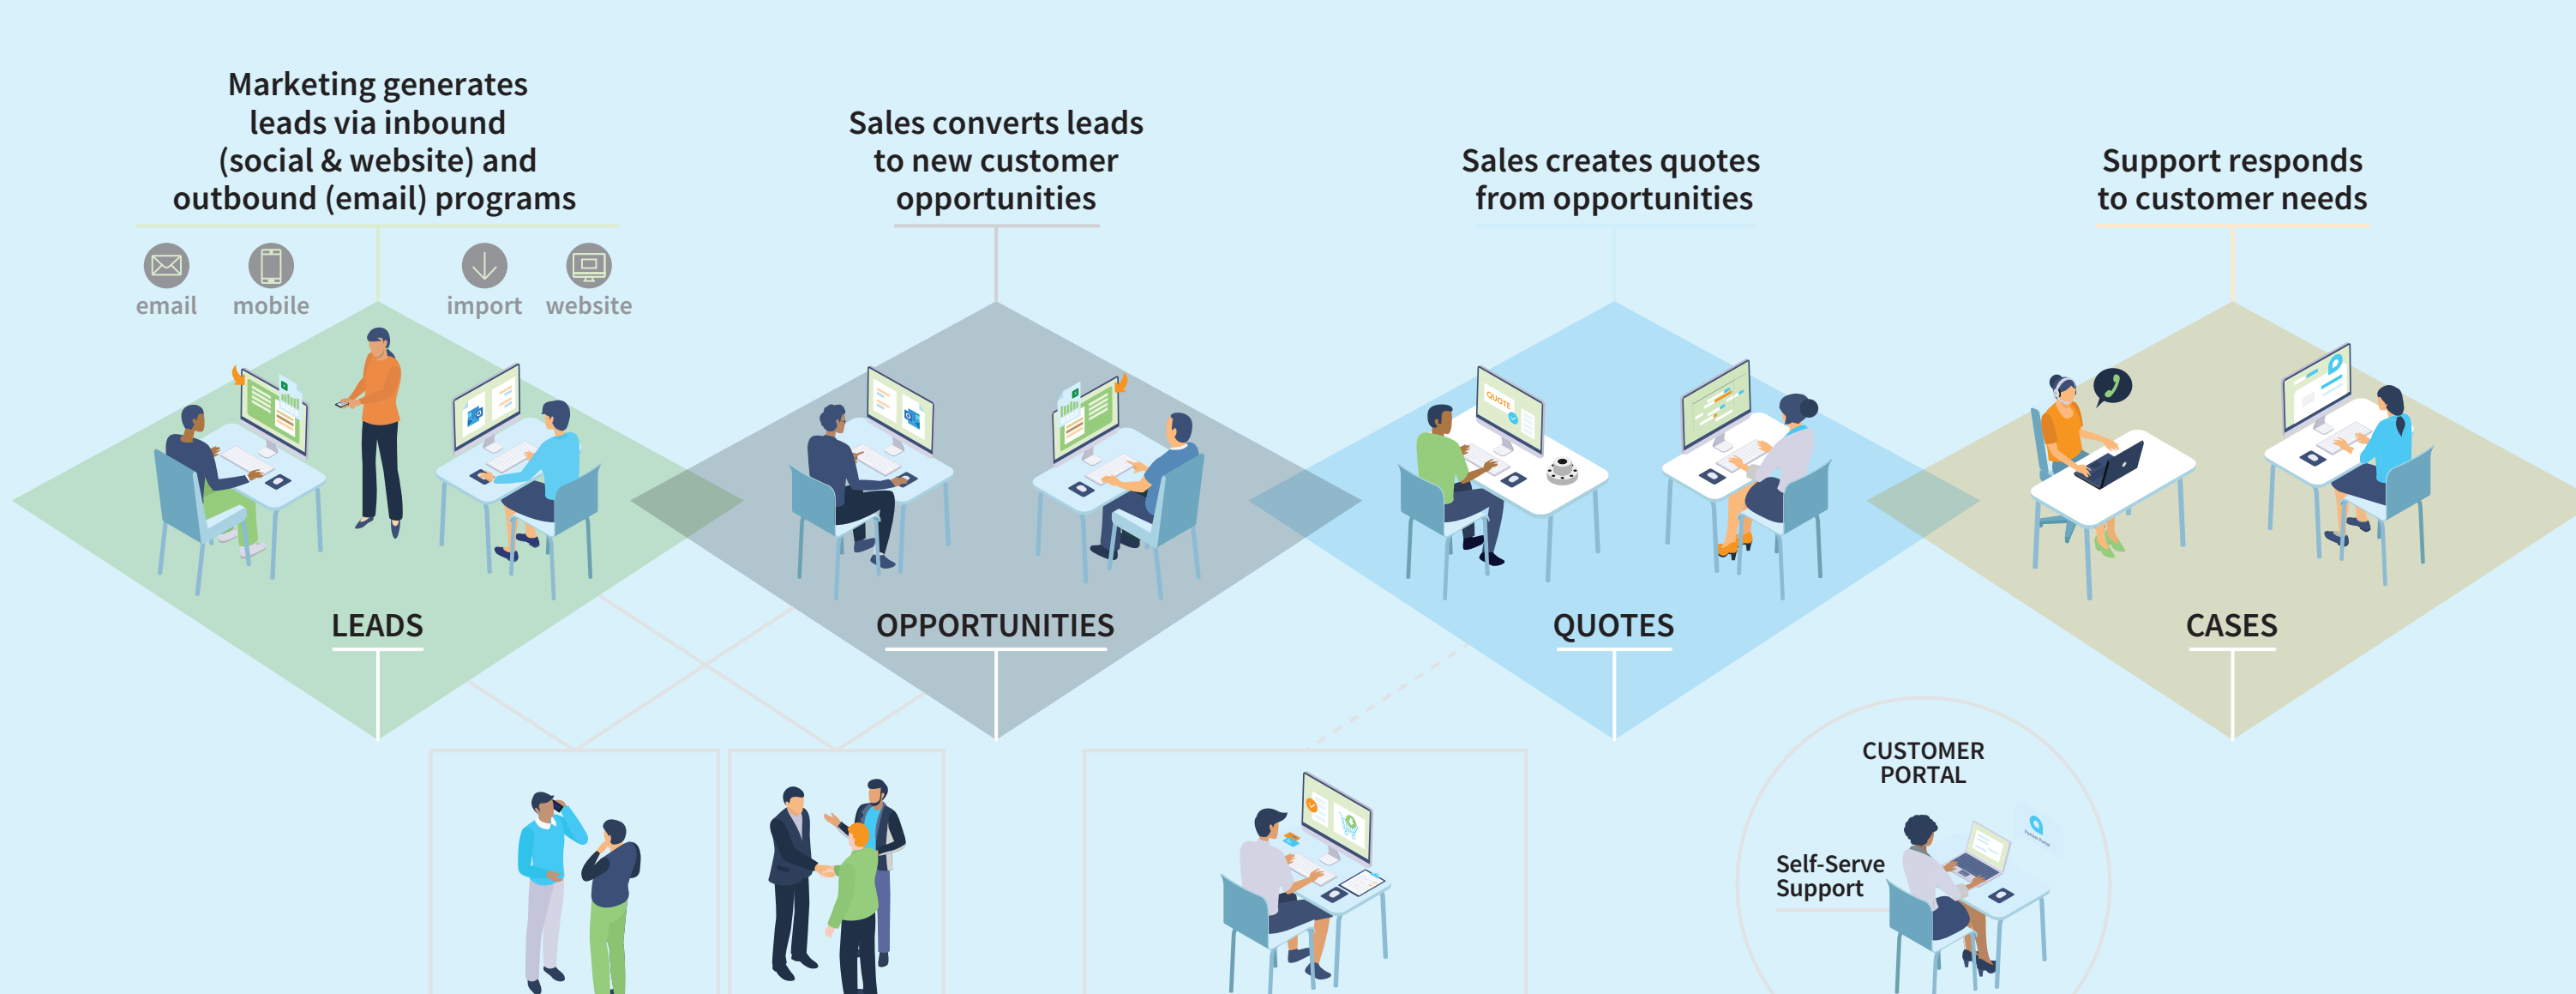 Marketing generates
leads via inbound
(social & website) and
outbound (email) programs
email
mobile
import
website
Sales converts leads
to new customer
opportunities
Sales creates quotes
from opportunities
Support responds
to customer needs
QUOTE
LEADS
OPPORTUNITIES
QUOTES
CASES
CUSTOMER
PORTAL
Self-Serve
Support